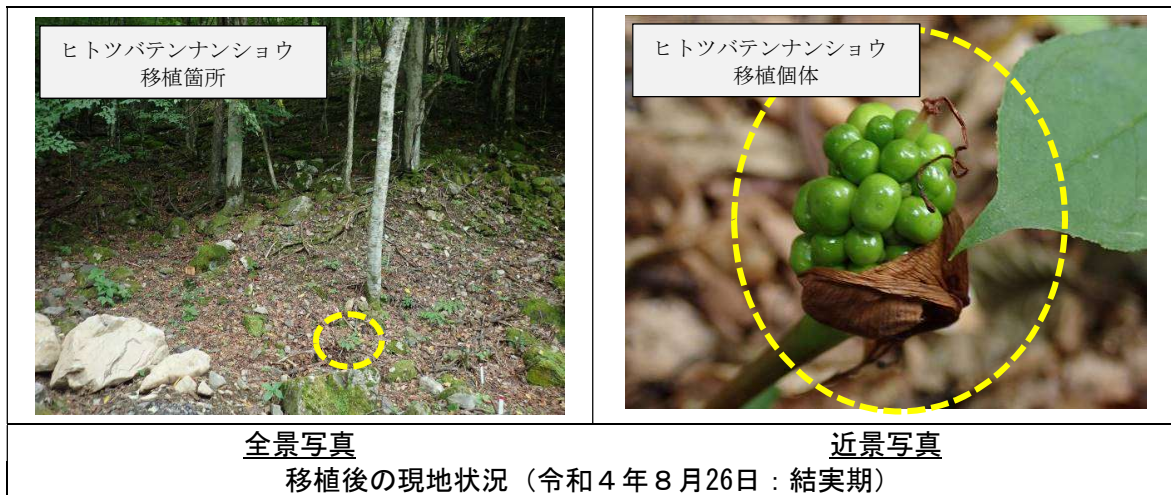 ヒトツバテンナンショウ
移植箇所
ヒトツバテンナンショウ
移植個体
全景写真
近景写真
移植後の現地状況（令和４年８月26日：結実期）